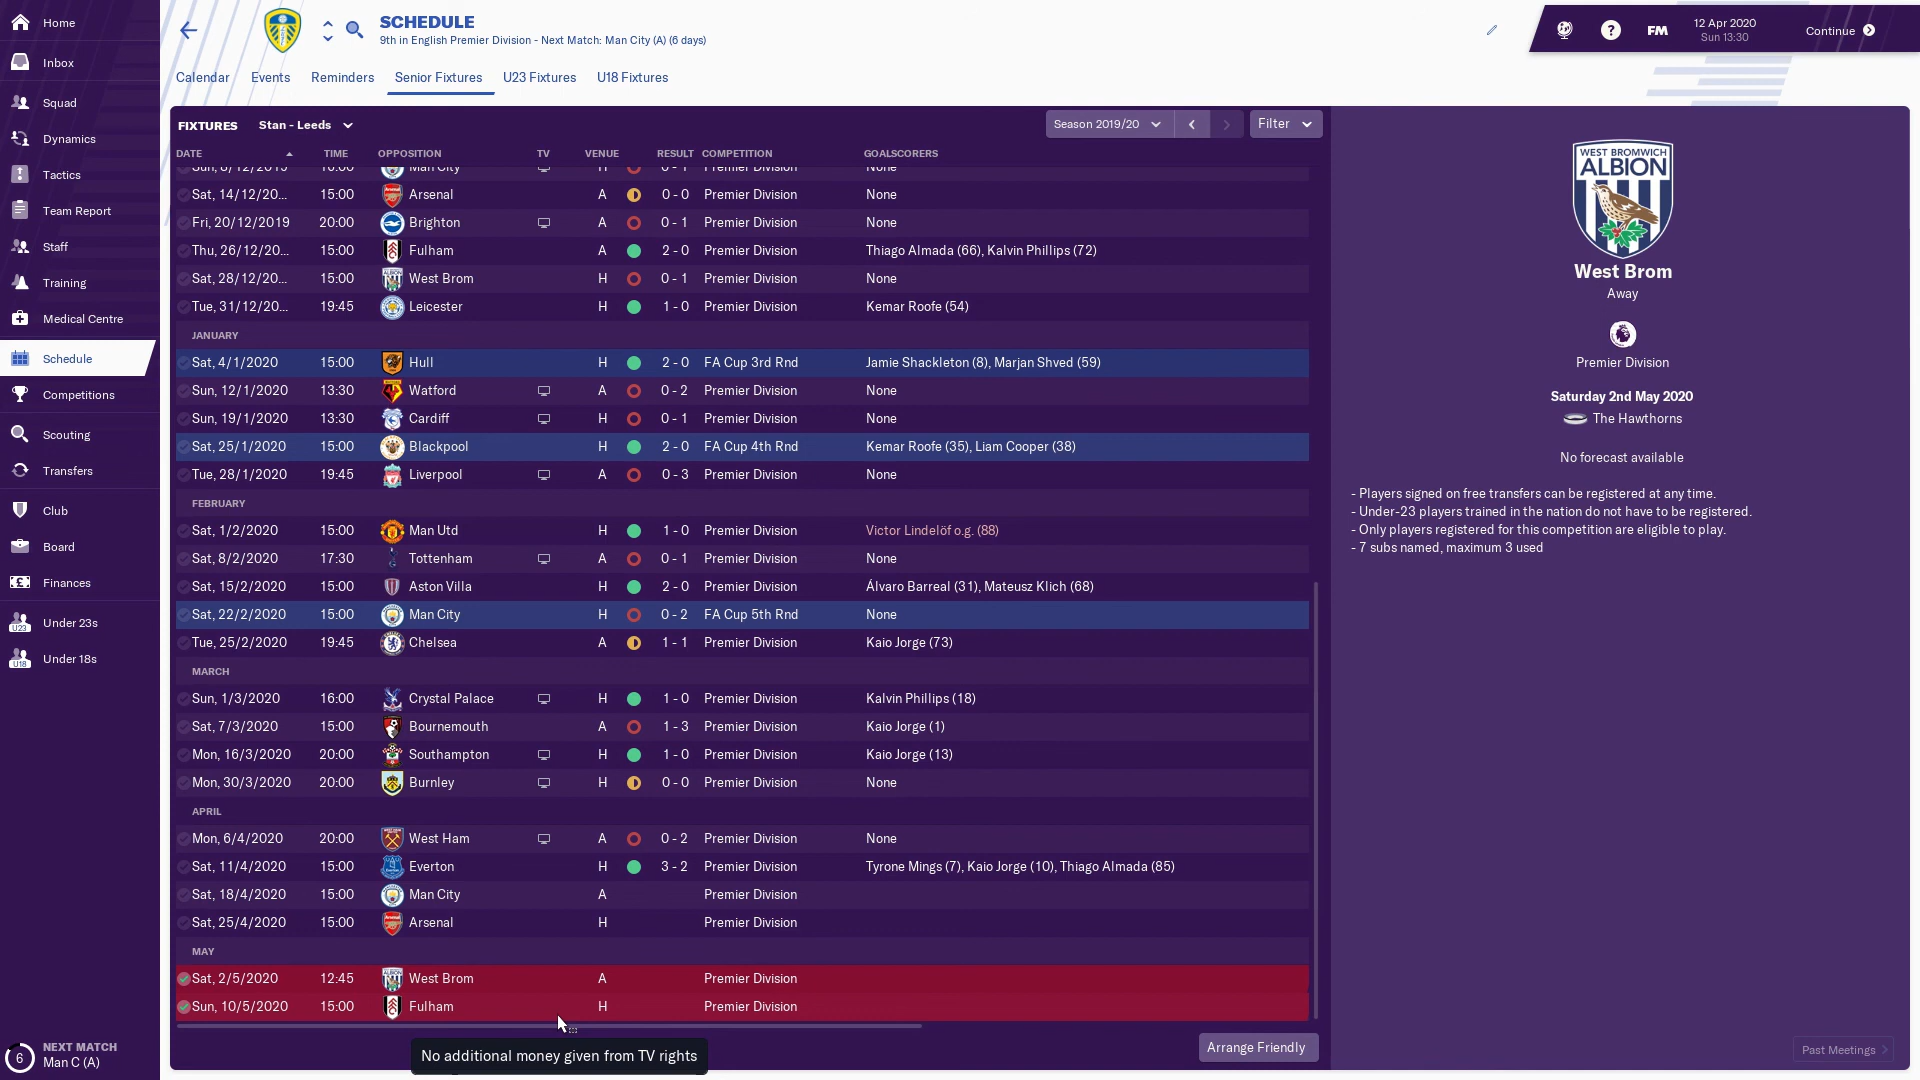 Home
Inbox
Squad
Dynamics
Tactics
Team Report
Staff
Training
Medical Centre
Schedule
Competitions
Scouting
Transfers
Club
Board
Finances
U23
Under 23s
U18
Under 18s
6
NEXT MATCH
Man C (A)
SCHEDULE
9th in English Premier Division - Next Match: Man City (A) (6 days)
? FM 12 Apr 2020
Sun 13:30
Continue
Calendar Events Reminders Senior Fixtures U23 Fixtures U18 Fixtures
FIXTURES Stan - Leeds Season 2019/20 Filter
DATE TIME OPPOSITION TV VENUE RESULT COMPETITION GOALSCORERS
Sun, 8/12/2019 16:00 Man City H 0 - 1 Premier Division None
Sat, 14/12/20... 15:00 Arsenal A 0 - 0 Premier Division None
Fri, 20/12/2019 20:00 Brighton A 0 - 1 Premier Division None
Thu, 26/12/20... 15:00 Fulham A 2 - 0 Premier Division Thiago Almada (66), Kalvin Phillips (72)
Sat, 28/12/20... 15:00 West Brom H 0 - 1 Premier Division None
Tue, 31/12/20... 19:45 Leicester H 1 - 0 Premier Division Kemar Roofe (54)
JANUARY
Sat, 4/1/2020 15:00 Hull H 2 - 0 FA Cup 3rd Rnd Jamie Shackleton (8), Marjan Shved (59)
Sun, 12/1/2020 13:30 Watford A 0 - 2 Premier Division None
Sun, 19/1/2020 13:30 Cardiff H 0 - 1 Premier Division None
Sat, 25/1/2020 15:00 Blackpool H 2 - 0 FA Cup 4th Rnd Kemar Roofe (35), Liam Cooper (38)
Tue, 28/1/2020 19:45 Liverpool A 0 - 3 Premier Division None
FEBRUARY
Sat, 1/2/2020 15:00 Man Utd H 1 - 0 Premier Division Victor Lindelöf o.g. (88)
Sat, 8/2/2020 17:30 Tottenham A 0 - 1 Premier Division None
Sat, 15/2/2020 15:00 Aston Villa H 2 - 0 Premier Division Álvaro Barreal (31), Mateusz Klich (68)
Sat, 22/2/2020 15:00 Man City H 0 - 2 FA Cup 5th Rnd None
Tue, 25/2/2020 19:45 Chelsea A 1 - 1 Premier Division Kaio Jorge (73)
MARCH
Sun, 1/3/2020 16:00 Crystal Palace H 1 - 0 Premier Division Kalvin Phillips (18)
Sat, 7/3/2020 15:00 Bournemouth A 1 - 3 Premier Division Kaio Jorge (1)
Mon, 16/3/2020 20:00 Southampton H 1 - 0 Premier Division Kaio Jorge (13)
Mon, 30/3/2020 20:00 Burnley H 0 - 0 Premier Division None
APRIL
Mon, 6/4/2020 20:00 West Ham A 0 - 2 Premier Division None
Sat, 11/4/2020 15:00 Everton H 3 - 2 Premier Division Tyrone Mings (7), Kaio Jorge (10), Thiago Almada (85)
Sat, 18/4/2020 15:00 Man City A Premier Division
Sat, 25/4/2020 15:00 Arsenal H Premier Division
MAY
Sat, 2/5/2020 12:45 West Brom A Premier Division
Sun, 10/5/2020 15:00 Fulham H Premier Division
No additional money given from TV rights
Arrange Friendly
WEST BROMWICH
ALBION
West Brom
Away
Premier Division
Saturday 2nd May 2020
The Hawthorns
No forecast available
- Players signed on free transfers can be registered at any time.
- Under-23 players trained in the nation do not have to be registered.
- Only players registered for this competition are eligible to play.
- 7 subs named, maximum 3 used
Past Meetings